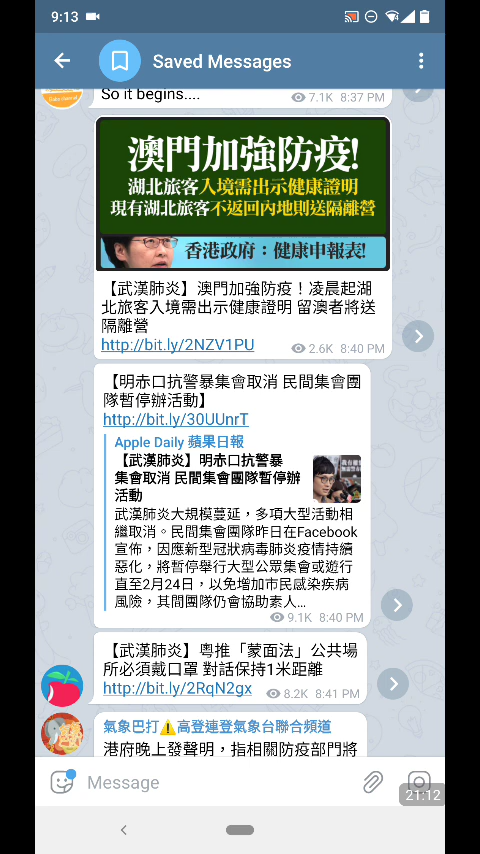 9:13
Saved Messages
So it begins....
7.1K 8:37 PM
澳門加強防疫!
湖北旅客入境需出示健康證明
現有湖北旅客不返回內地則送隔離營
香港政府：健康申報表!
【武漢肺炎】澳門加強防疫！凌晨起湖
北旅客入境需出示健康證明 留澳者將送
隔離營
http://bit.ly/2NZV1PU
2.6K 8:40 PM
【明赤口抗警暴集會取消 民間集會團
隊暫停辦活動】
http://bit.ly/30UUnrT
Apple Daily 蘋果日報
【武漢肺炎】明赤口抗警暴
集會取消 民間集會團隊暫停辦
活動
武漢肺炎大規模蔓延，多項大型活動相
繼取消。民間集會團隊昨日在Facebook
宣佈，因應新型冠狀病毒肺炎疫情持續
惡化，將暫停舉行大型公眾集會或遊行
直至2月24日，以免增加市民感染疾病
風險，其間團隊仍會協助素人...
9.1K 8:40 PM
【武漢肺炎】粵推「蒙面法」公共場
所必須戴口罩 對話保持1米距離
http://bit.ly/2RqN2gx
8.2K 8:41 PM
氣象巴打⚠️高登連登氣象台聯合頻道
港府晚上發聲明，指相關防疫部門將
Message
21:12